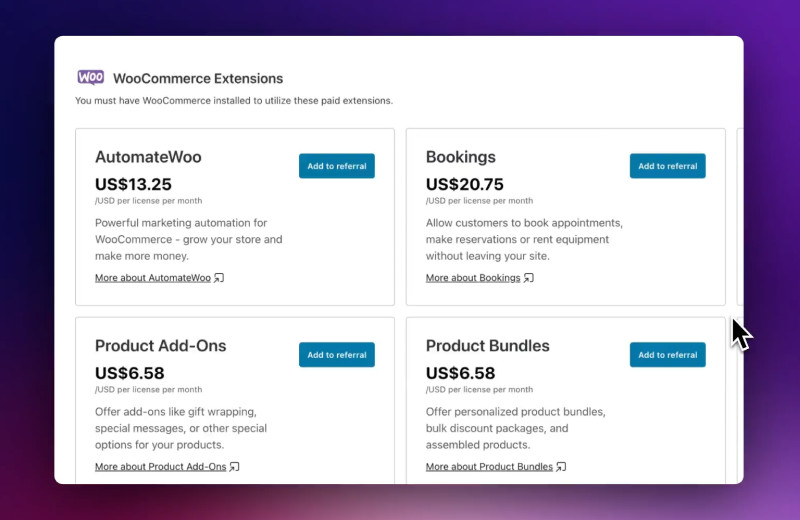 Woo WooCommerce Extensions
You must have WooCommerce installed to utilize these paid extensions.
AutomateWoo
Add to referral
US$13.25
/USD per license per month
Powerful marketing automation for
WooCommerce - grow your store and
make more money.
More about AutomateWoo
Bookings
Add to referral
US$20.75
/USD per license per month
Allow customers to book appointments,
make reservations or rent equipment
without leaving your site.
More about Bookings
Product Add-Ons
Add to referral
US$6.58
/USD per license per month
Offer add-ons like gift wrapping,
special messages, or other special
options for your products.
More about Product Add-Ons
Product Bundles
Add to referral
US$6.58
/USD per license per month
Offer personalized product bundles,
bulk discount packages, and
assembled products.
More about Product Bundles